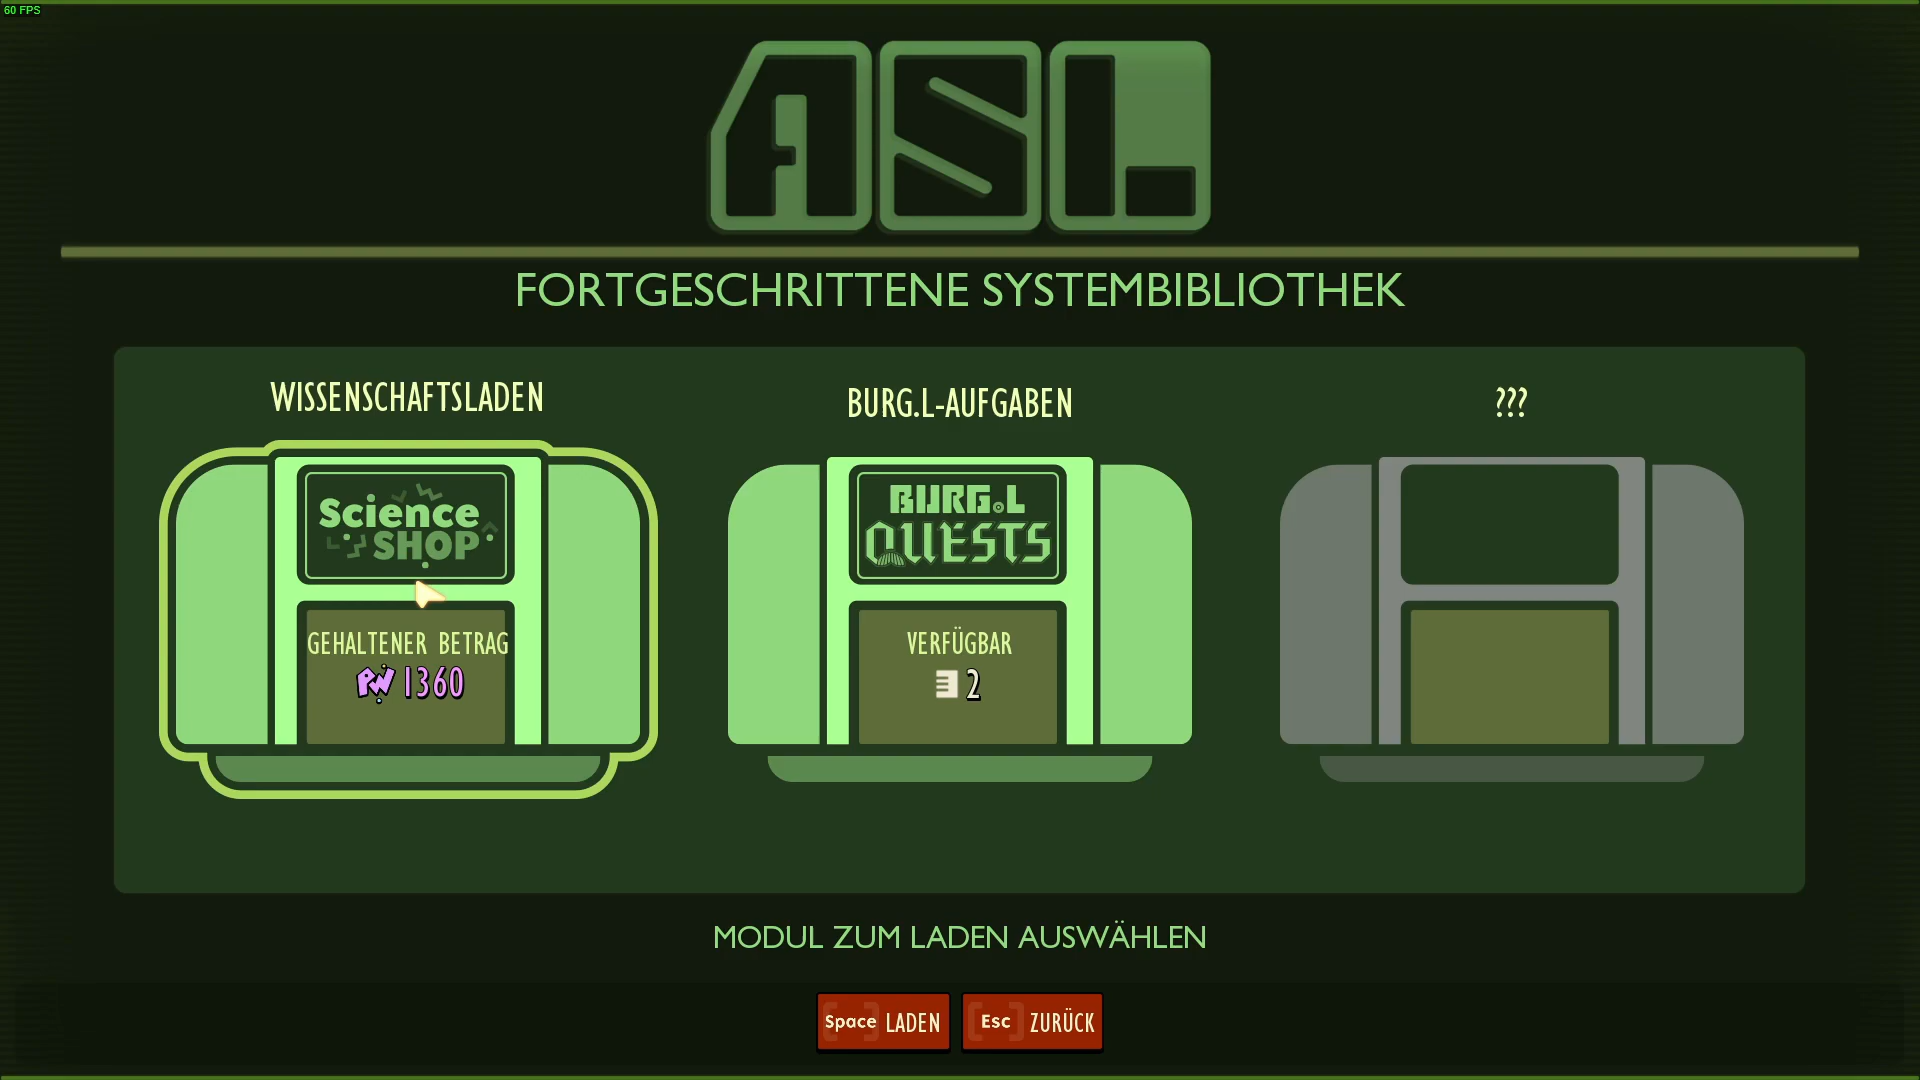 60 FPS
ASL
FORTGESCHRITTENE SYSTEMBIBLIOTHEK
WISSENSCHAFTSLADEN
BURG.L-AUFGABEN
???
Science
SHOP
BURG.L
QUESTS
GEHALTENER BETRAG
1360
VERFÜGBAR
2
MODUL ZUM LADEN AUSWÄHLEN
Space LADEN
Esc ZURÜCK